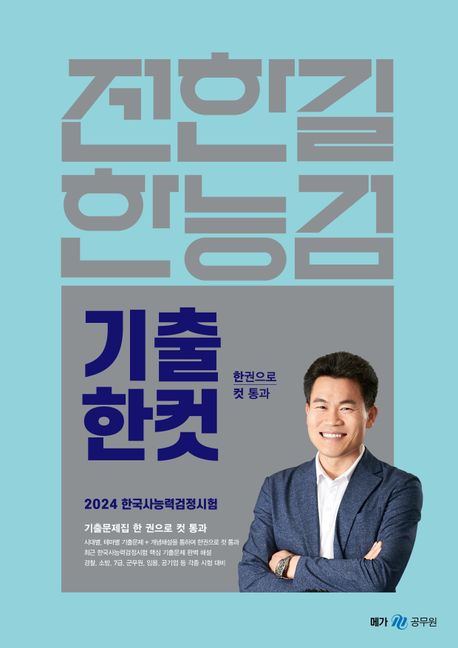 전한길
한능검
기출
한컷
한권으로
컷 통과
2024 한국사능력검정시험
기출문제집 한 권으로 컷 통과
시대별, 테마별 기출문제 + 개념해설을 통하여 한권으로 컷 통과
최근 한국사능력검정시험 핵심 기출문제 완벽 해설
경찰, 소방, 7급, 군무원, 임용, 공기업 등 각종 시험 대비
메가 공무원